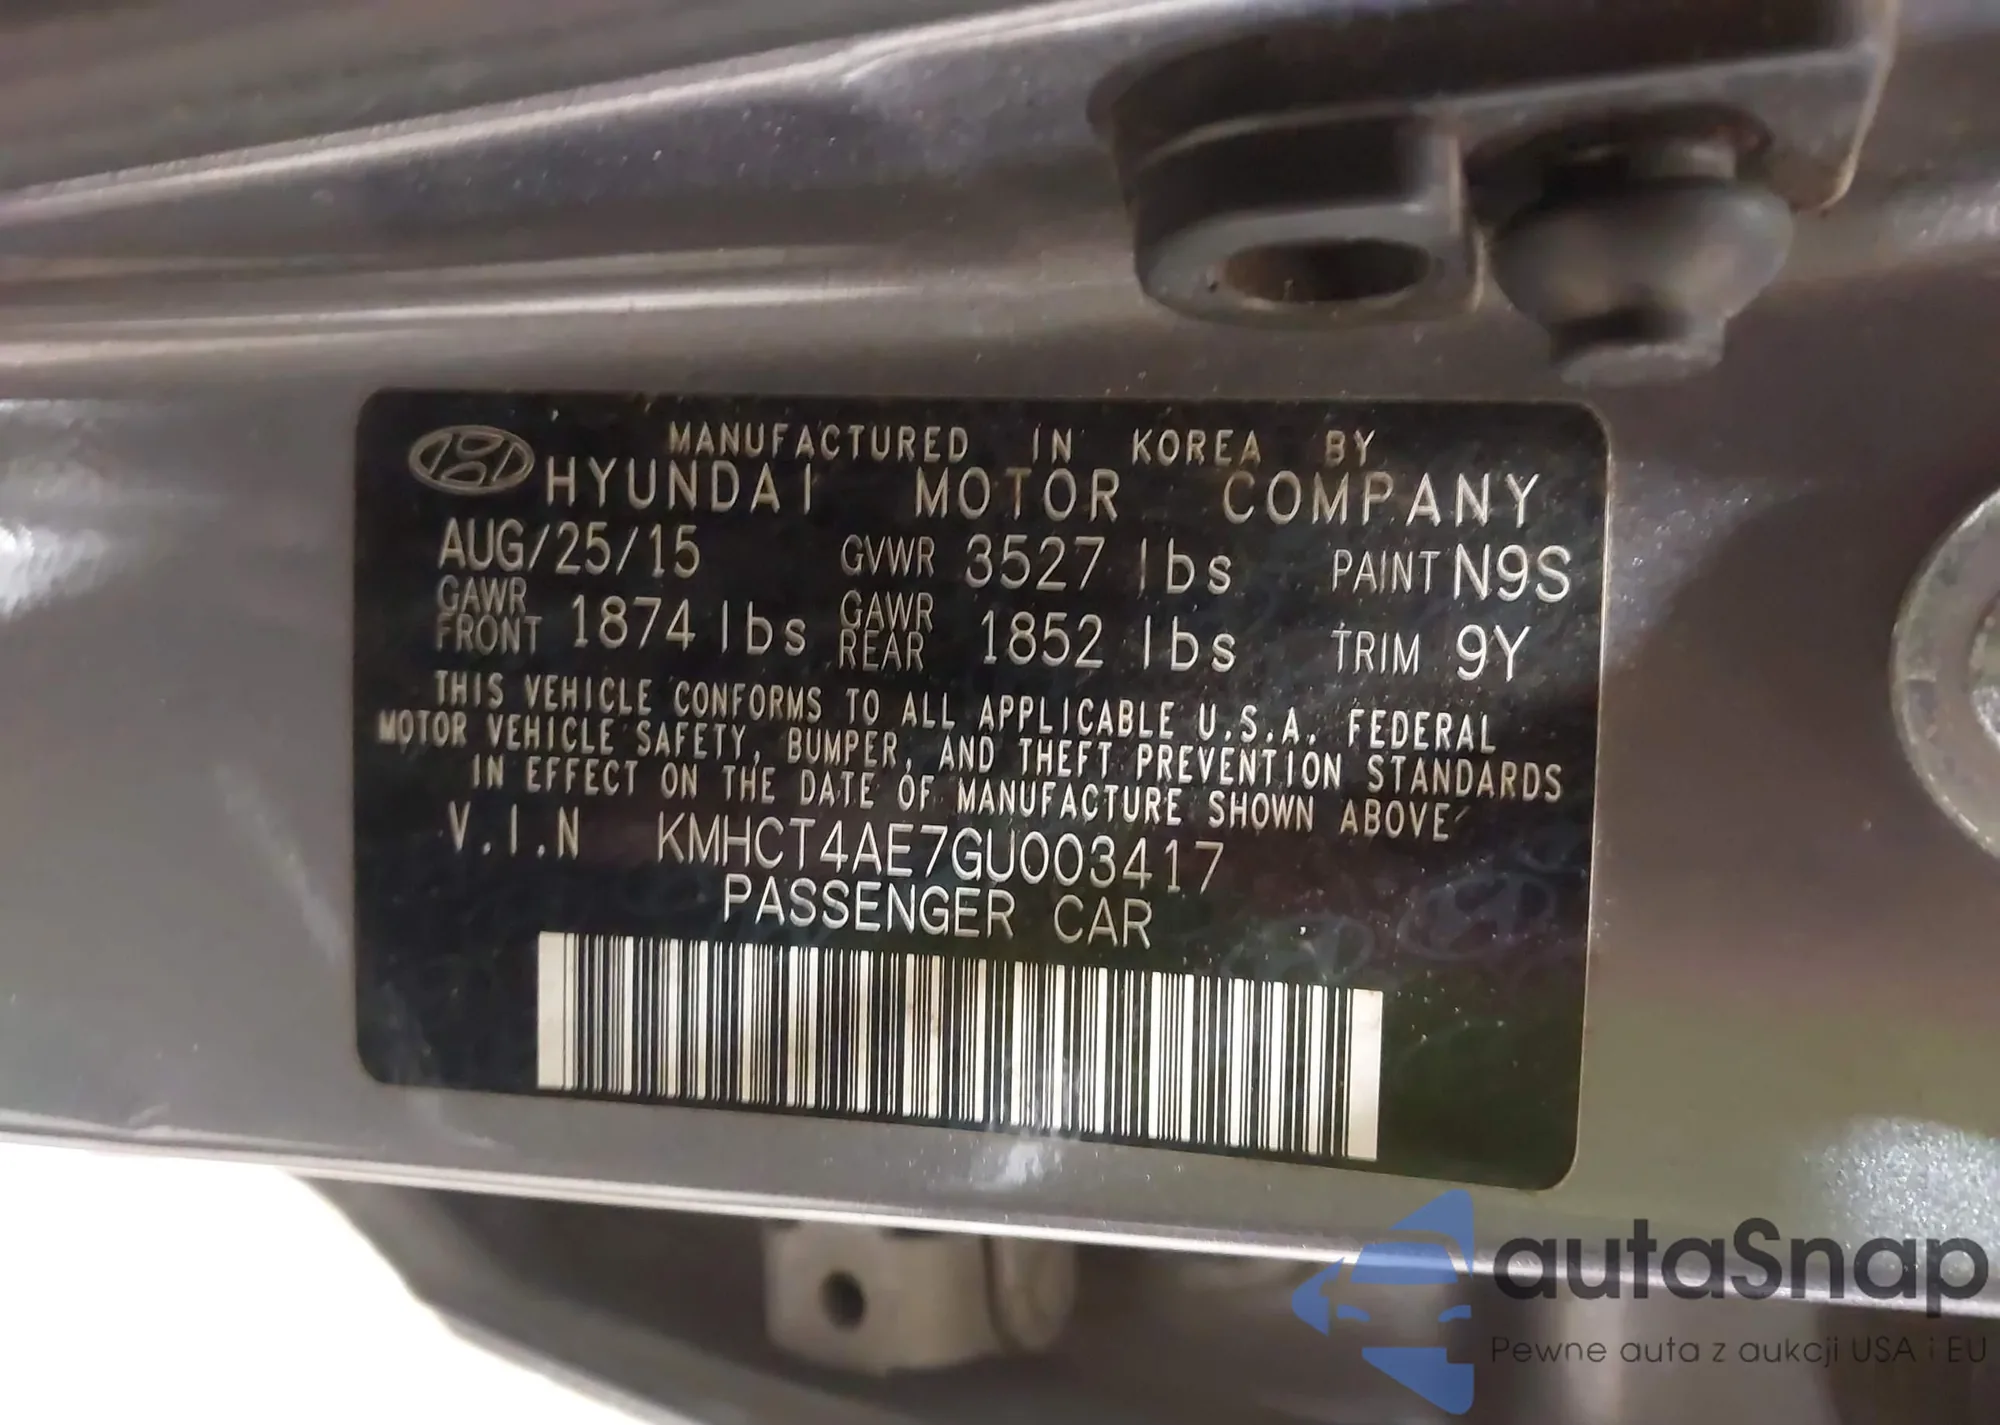 MANUFACTURED IN KOREA BY
HYUNDAI MOTOR COMPANY
AUG/25/15 GVWR 3527 lbs PAINT N9S
GAWR FRONT 1874 lbs GAWR REAR 1852 lbs TRIM 9Y
THIS VEHICLE CONFORMS TO ALL APPLICABLE U.S.A. FEDERAL
MOTOR VEHICLE SAFETY, BUMPER, AND THEFT PREVENTION STANDARDS
IN EFFECT ON THE DATE OF MANUFACTURE SHOWN ABOVE
V.I.N KMHCT4AE7GU003417
PASSENGER CAR
autaSnap
Pewne auta z aukcji USA i EU